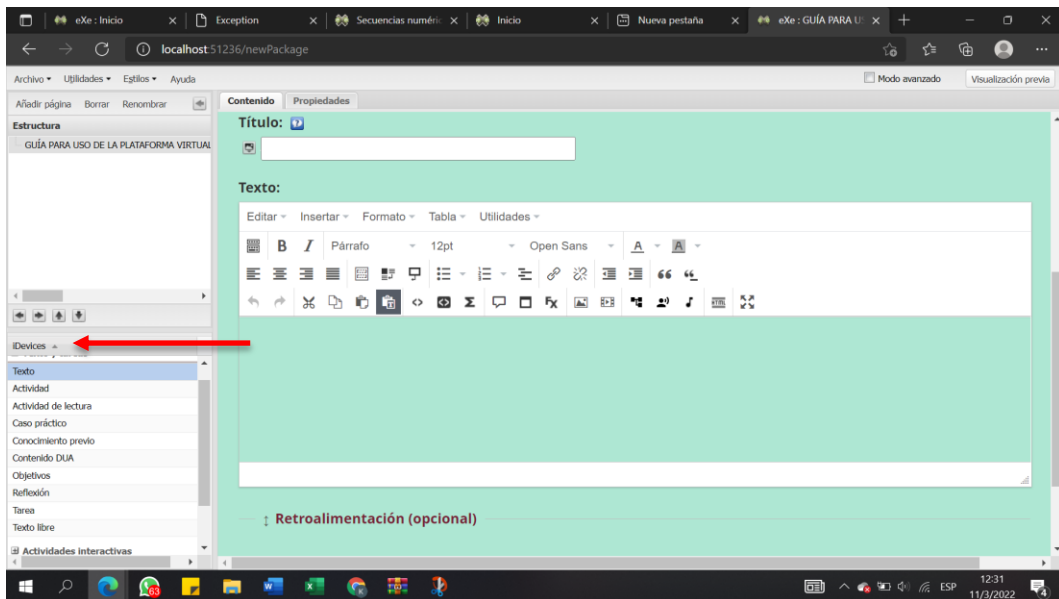 eXe : Inicio
Exception
Secuencias numéric
Inicio
Nueva pestaña
eXe : GUÍA PARA U
localhost:51236/newPackage
Archivo Utilidades Estilos Ayuda
Modo avanzado
Visualización previa
Añadir página Borrar Renombrar
Contenido Propiedades
Estructura
GUÍA PARA USO DE LA PLATAFORMA VIRTUAL
Título:
Texto:
Editar Insertar Formato Tabla Utilidades
B I Párrafo 12pt Open Sans A A
iDevices
Texto
Actividad
Actividad de lectura
Caso práctico
Conocimiento previo
Contenido DUA
Objetivos
Reflexión
Tarea
Texto libre
Actividades interactivas
Retroalimentación (opcional)
63
ESP
12:31
11/3/2022
4